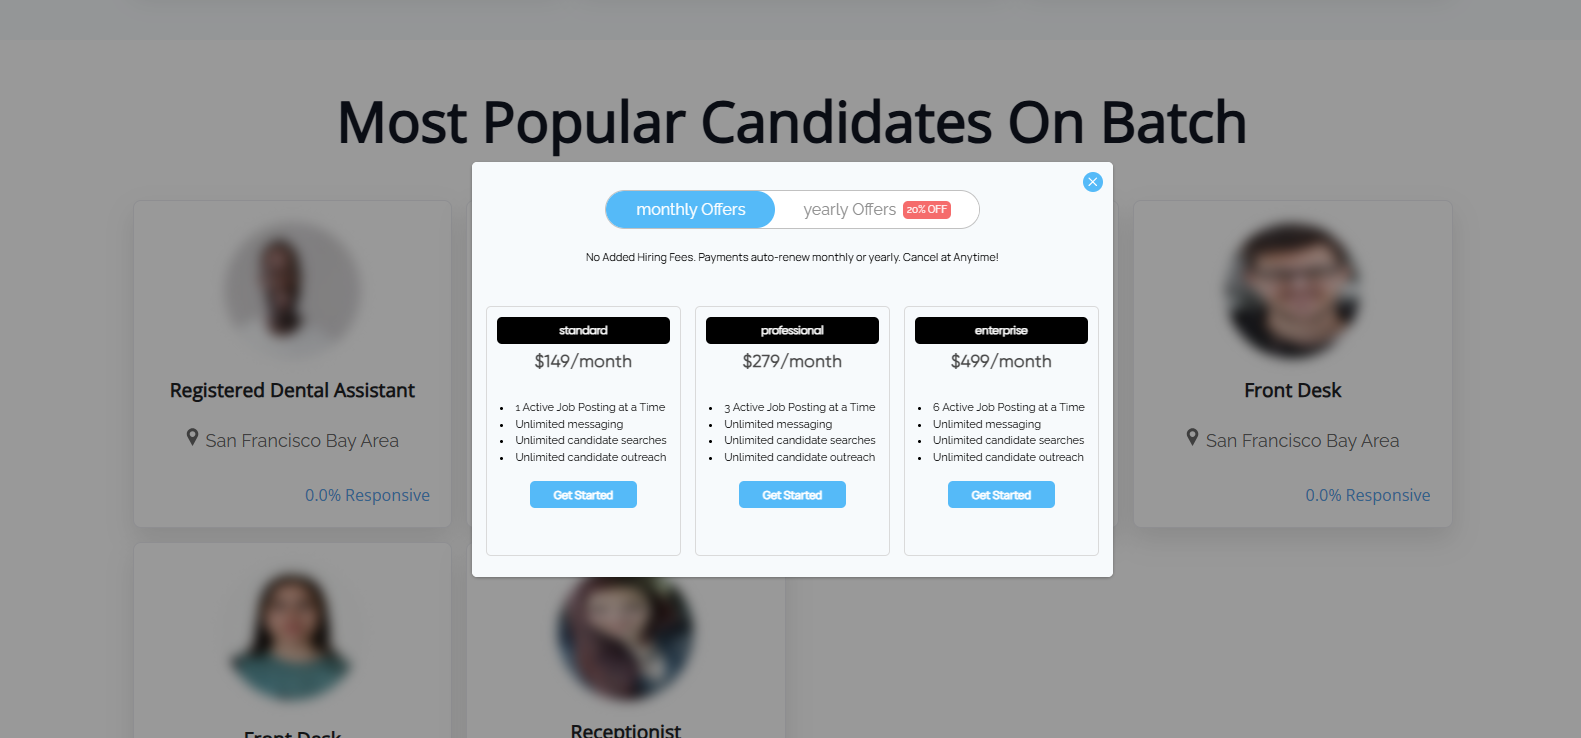 Most Popular Candidates On Batch
monthly Offers
yearly Offers 20% OFF
No Added Hiring Fees. Payments auto-renew monthly or yearly. Cancel at Anytime!
standard
$149/month
• 1 Active Job Posting at a Time
• Unlimited messaging
• Unlimited candidate searches
• Unlimited candidate outreach
Get Started
professional
$279/month
• 3 Active Job Posting at a Time
• Unlimited messaging
• Unlimited candidate searches
• Unlimited candidate outreach
Get Started
enterprise
$499/month
• 6 Active Job Posting at a Time
• Unlimited messaging
• Unlimited candidate searches
• Unlimited candidate outreach
Get Started
Registered Dental Assistant
San Francisco Bay Area
0.0% Responsive
Front Desk
San Francisco Bay Area
0.0% Responsive
Front Desk
Receptionist